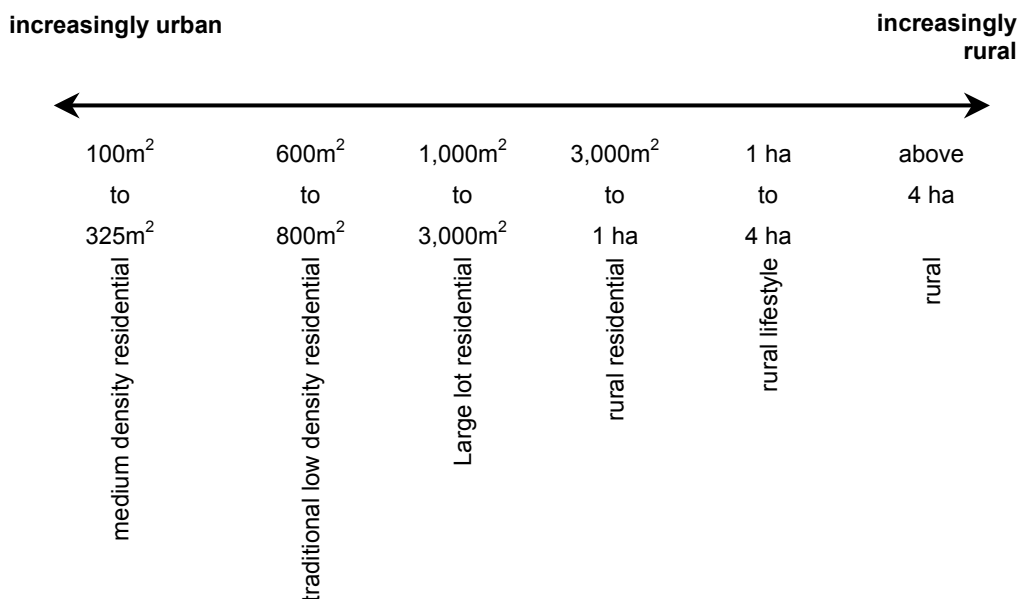 increasingly urban
increasingly
rural
100m² 600m² 1,000m² 3,000m² 1 ha above
to to to to to 4 ha
325m² 800m² 3,000m² 1 ha 4 ha
medium density residential
traditional low density residential
Large lot residential
rural residential
rural lifestyle
rural